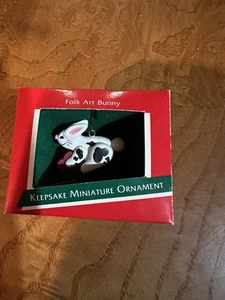 Folk Art Bunny
KEEPSAKE MINIATURE ORNAMENT